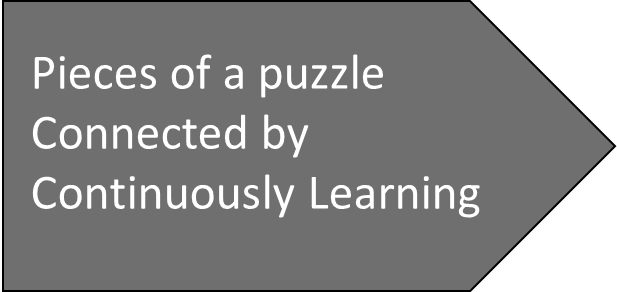 Pieces of a puzzle
Connected by
Continuously Learning